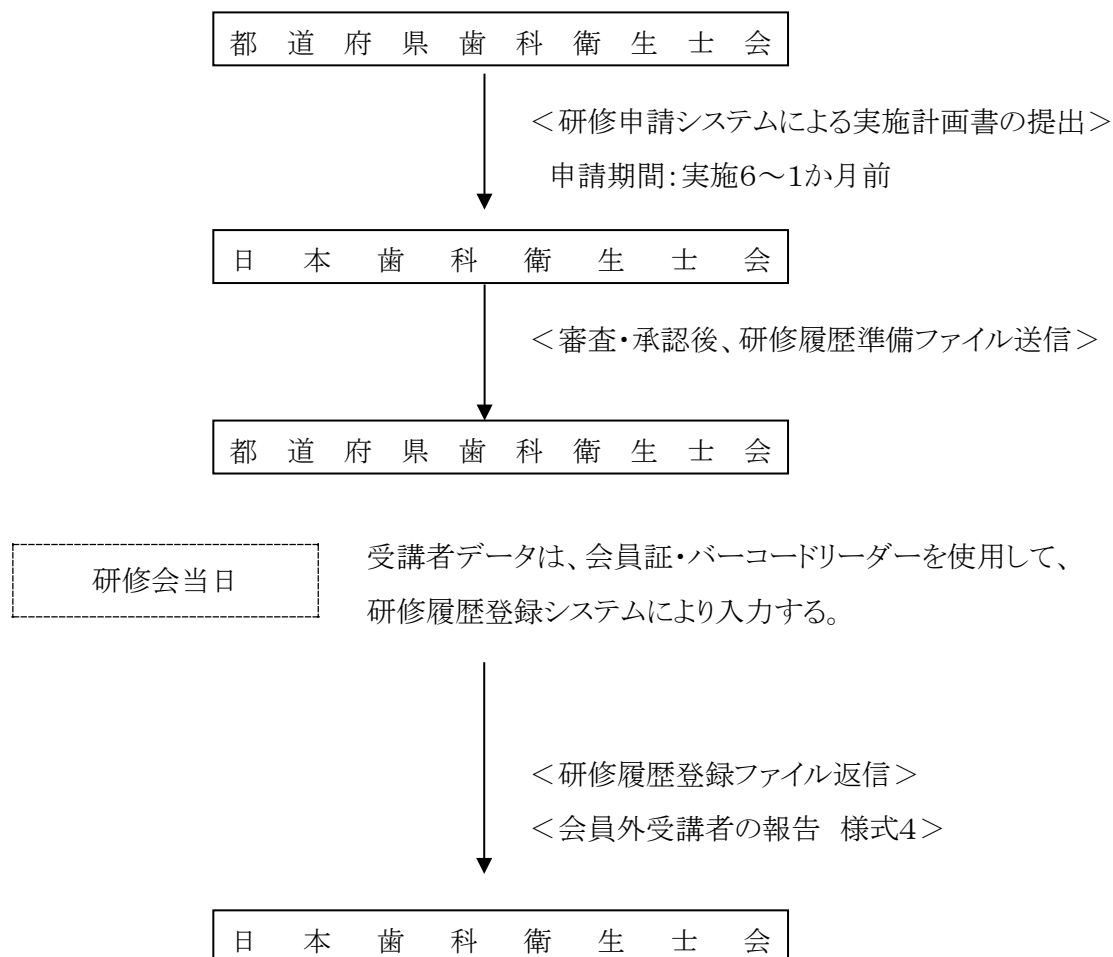 都道府県歯科衛生士会
＜研修申請システムによる実施計画書の提出＞
申請期間：実施６～１か月前
日本歯科衛生士会
＜審査・承認後、研修履歴準備ファイル送信＞
都道府県歯科衛生士会
研修会当日
受講者データは、会員証・バーコードリーダーを使用して、
研修履歴登録システムにより入力する。
＜研修履歴登録ファイル返信＞
＜会員外受講者の報告　様式４＞
日本歯科衛生士会